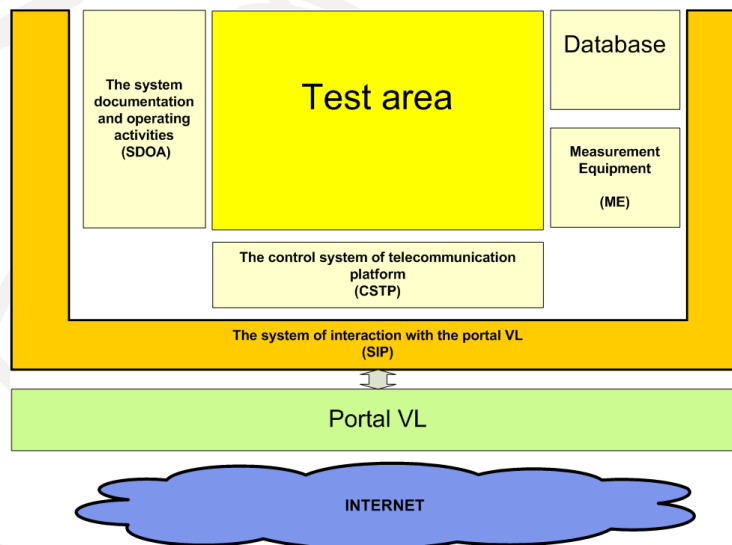 The system
documentation
and operating
activities
(SDOA)
Test area
Database
Measurement
Equipment
(ME)
The control system of telecommunication
platform
(CSTP)
The system of interaction with the portal VL
(SIP)
Portal VL
INTERNET